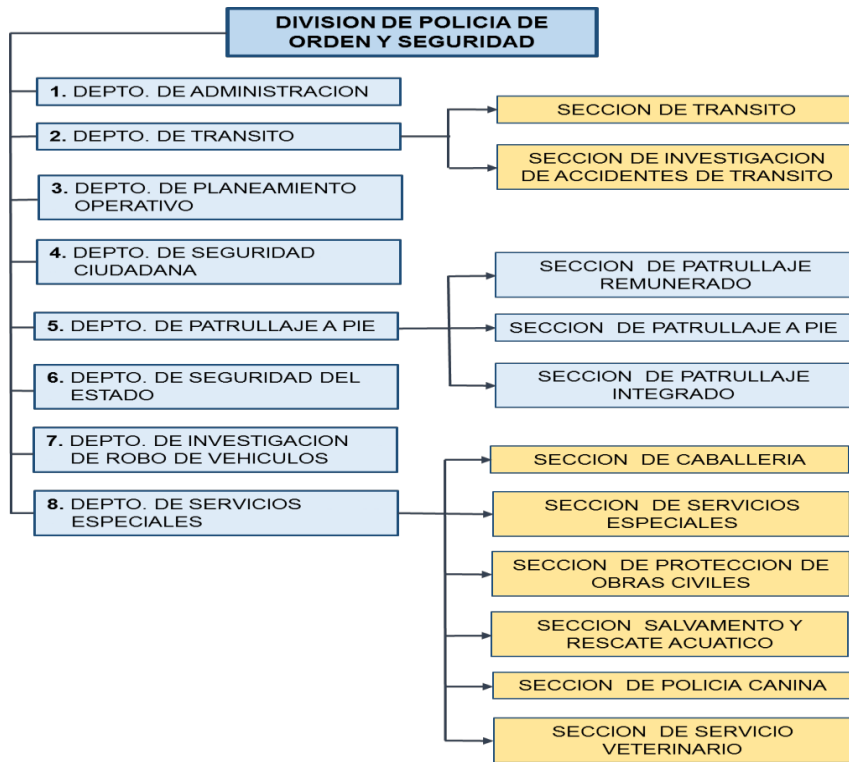 DIVISION DE POLICIA DE
ORDEN Y SEGURIDAD
1. DEPTO. DE ADMINISTRACION
2. DEPTO. DE TRANSITO
3. DEPTO. DE PLANEAMIENTO
OPERATIVO
4. DEPTO. DE SEGURIDAD
CIUDADANA
5. DEPTO. DE PATRULLAJE A PIE
6. DEPTO. DE SEGURIDAD DEL
ESTADO
7. DEPTO. DE INVESTIGACION
DE ROBO DE VEHICULOS
8. DEPTO. DE SERVICIOS
ESPECIALES
SECCION DE TRANSITO
SECCION DE INVESTIGACION
DE ACCIDENTES DE TRANSITO
SECCION DE PATRULLAJE
REMUNERADO
SECCION DE PATRULLAJE A PIE
SECCION DE PATRULLAJE
INTEGRADO
SECCION DE CABALLERIA
SECCION DE SERVICIOS
ESPECIALES
SECCION DE PROTECCION DE
OBRAS CIVILES
SECCION SALVAMENTO Y
RESCATE ACUATICO
SECCION DE POLICIA CANINA
SECCION DE SERVICIO
VETERINARIO